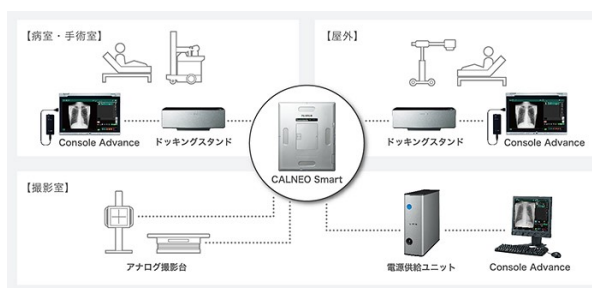 【病室・手術室】
【屋外】
Console Advance
ドッキングスタンド
ドッキングスタンド
Console Advance
CALNEO Smart
【撮影室】
アナログ撮影台
電源供給ユニット
Console Advance